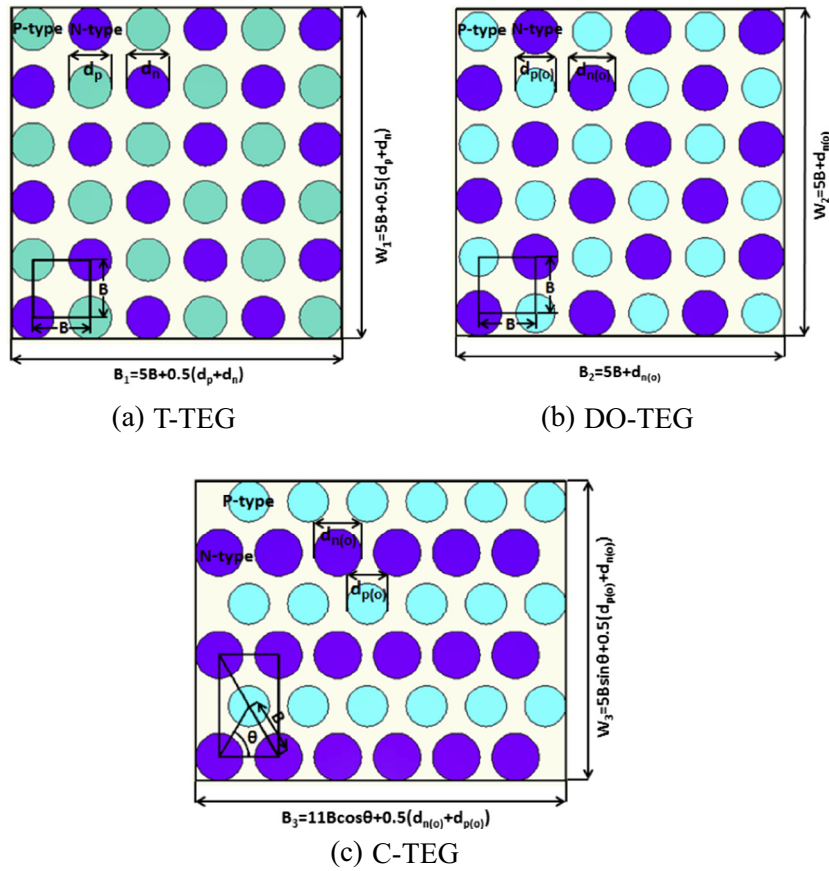 P-type N-type
dp dn
W1=5B+0.5(dp+dn)
B
B
B1=5B+0.5(dp+dn)
(a) T-TEG
P-type N-type
dp(o) dn(o)
W2=5B+dn(o)
B
B
B2=5B+dn(o)
(b) DO-TEG
P-type
dn(o)
N-type
dp(o)
W3=5Bsinθ+0.5(dp(o)+dn(o))
B
θ
B3=11Bcosθ+0.5(dn(o)+dp(o))
(c) C-TEG